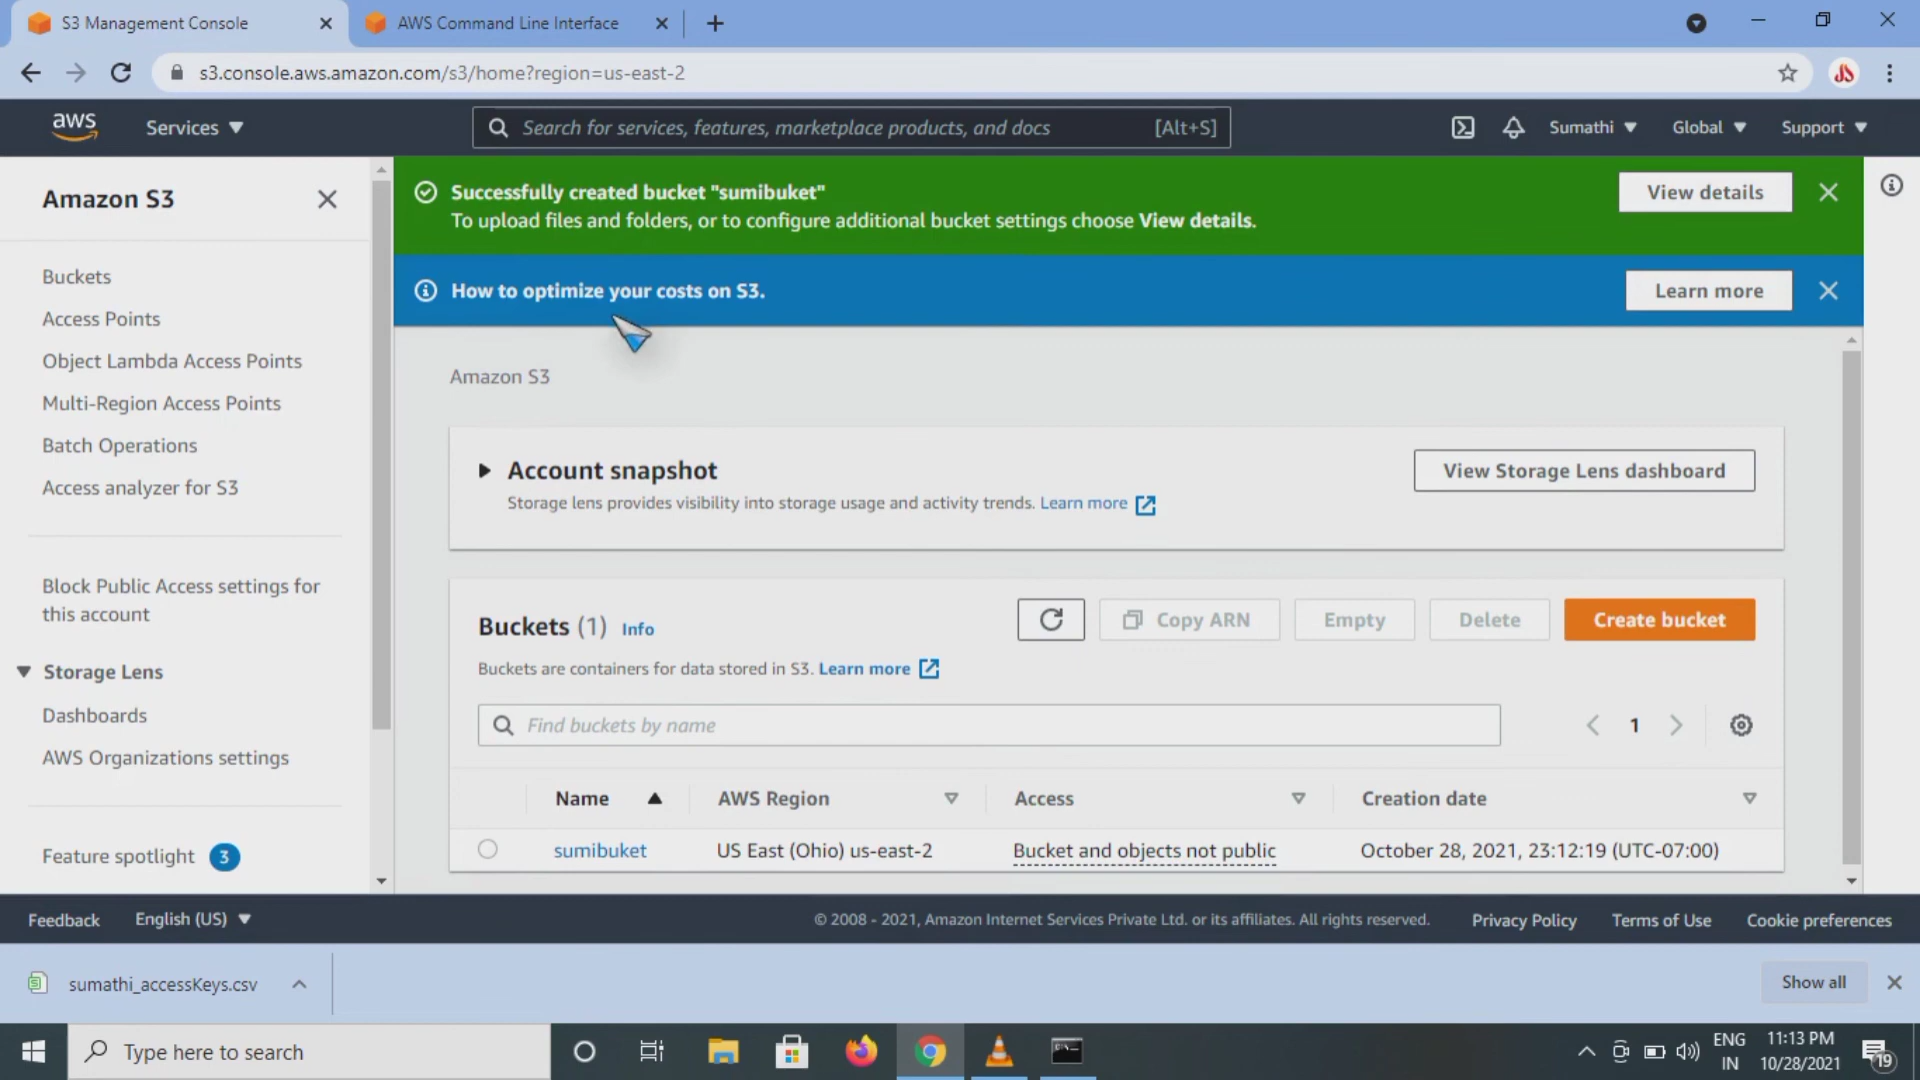 S3 Management Console
AWS Command Line Interface
s3.console.aws.amazon.com/s3/home?region=us-east-2
aws
Services
Search for services, features, marketplace products, and docs
[Alt+S]
Sumathi
Global
Support
Amazon S3
Buckets
Access Points
Object Lambda Access Points
Multi-Region Access Points
Batch Operations
Access analyzer for S3
Block Public Access settings for
this account
Storage Lens
Dashboards
AWS Organizations settings
Feature spotlight 3
Successfully created bucket "sumibuket"
To upload files and folders, or to configure additional bucket settings choose View details.
View details
How to optimize your costs on S3.
Learn more
Amazon S3
Account snapshot
Storage lens provides visibility into storage usage and activity trends. Learn more
View Storage Lens dashboard
Buckets (1) Info
Copy ARN
Empty
Delete
Create bucket
Buckets are containers for data stored in S3. Learn more
Find buckets by name
1
Name
AWS Region
Access
Creation date
sumibuket
US East (Ohio) us-east-2
Bucket and objects not public
October 28, 2021, 23:12:19 (UTC-07:00)
Feedback
English (US)
© 2008 - 2021, Amazon Internet Services Private Ltd. or its affiliates. All rights reserved.
Privacy Policy
Terms of Use
Cookie preferences
sumathi_accessKeys.csv
Show all
Type here to search
ENG
IN
11:13 PM
10/28/2021
19